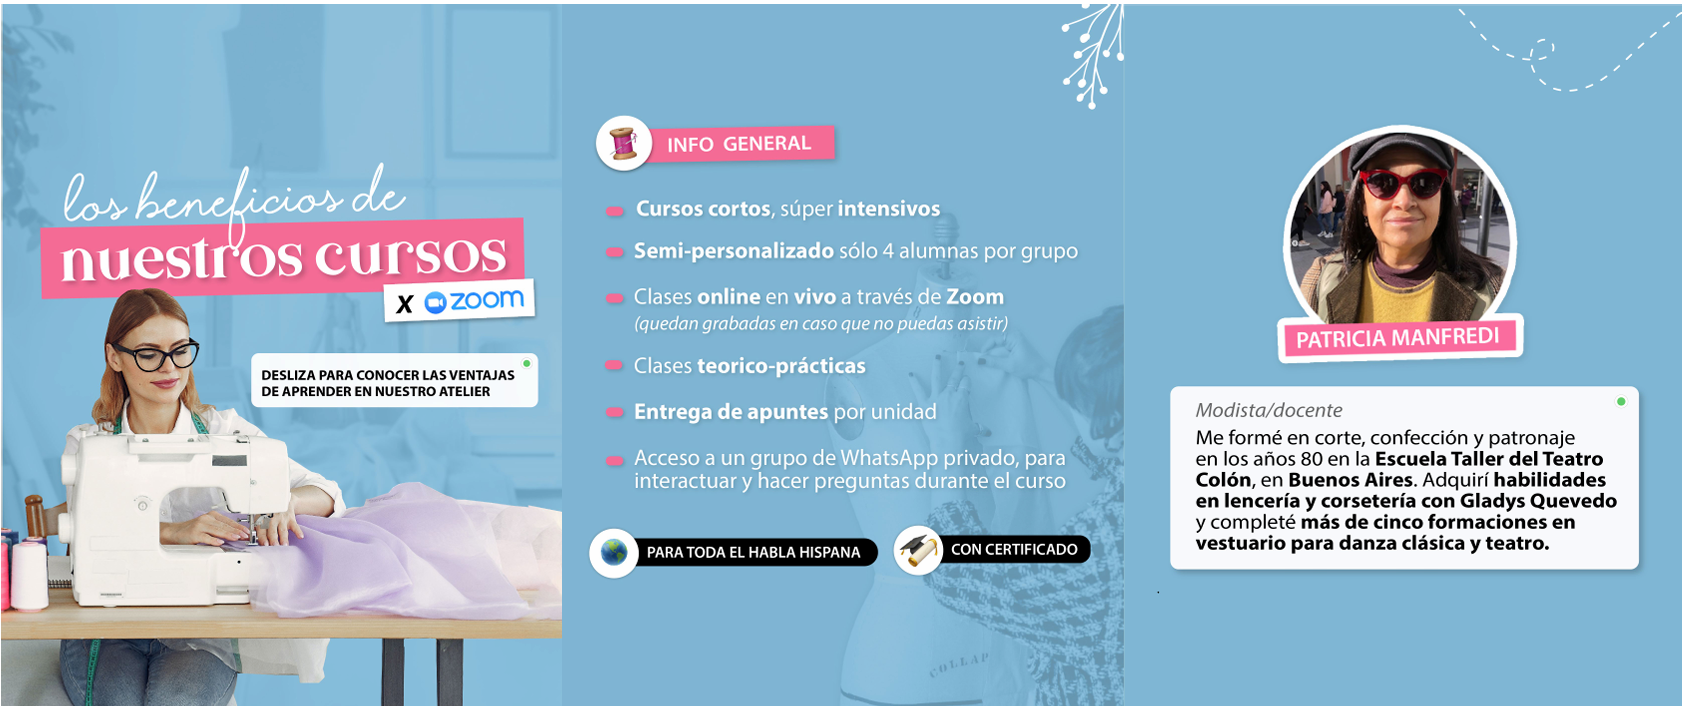 los beneficios de
nuestros cursos
X zoom
DESLIZA PARA CONOCER LAS VENTAJAS
DE APRENDER EN NUESTRO ATELIER
INFO GENERAL
Cursos cortos, súper intensivos
Semi-personalizado sólo 4 alumnas por grupo
Clases online en vivo a través de Zoom
(quedan grabadas en caso que no puedas asistir)
Clases teorico-prácticas
Entrega de apuntes por unidad
Acceso a un grupo de WhatsApp privado, para
interactuar y hacer preguntas durante el curso
PARA TODA EL HABLA HISPANA
CON CERTIFICADO
COLLAP
PATRICIA MANFREDI
Modista/docente
Me formé en corte, confección y patronaje
en los años 80 en la Escuela Taller del Teatro
Colón, en Buenos Aires. Adquirí habilidades
en lencería y corsetería con Gladys Quevedo
y completé más de cinco formaciones en
vestuario para danza clásica y teatro.